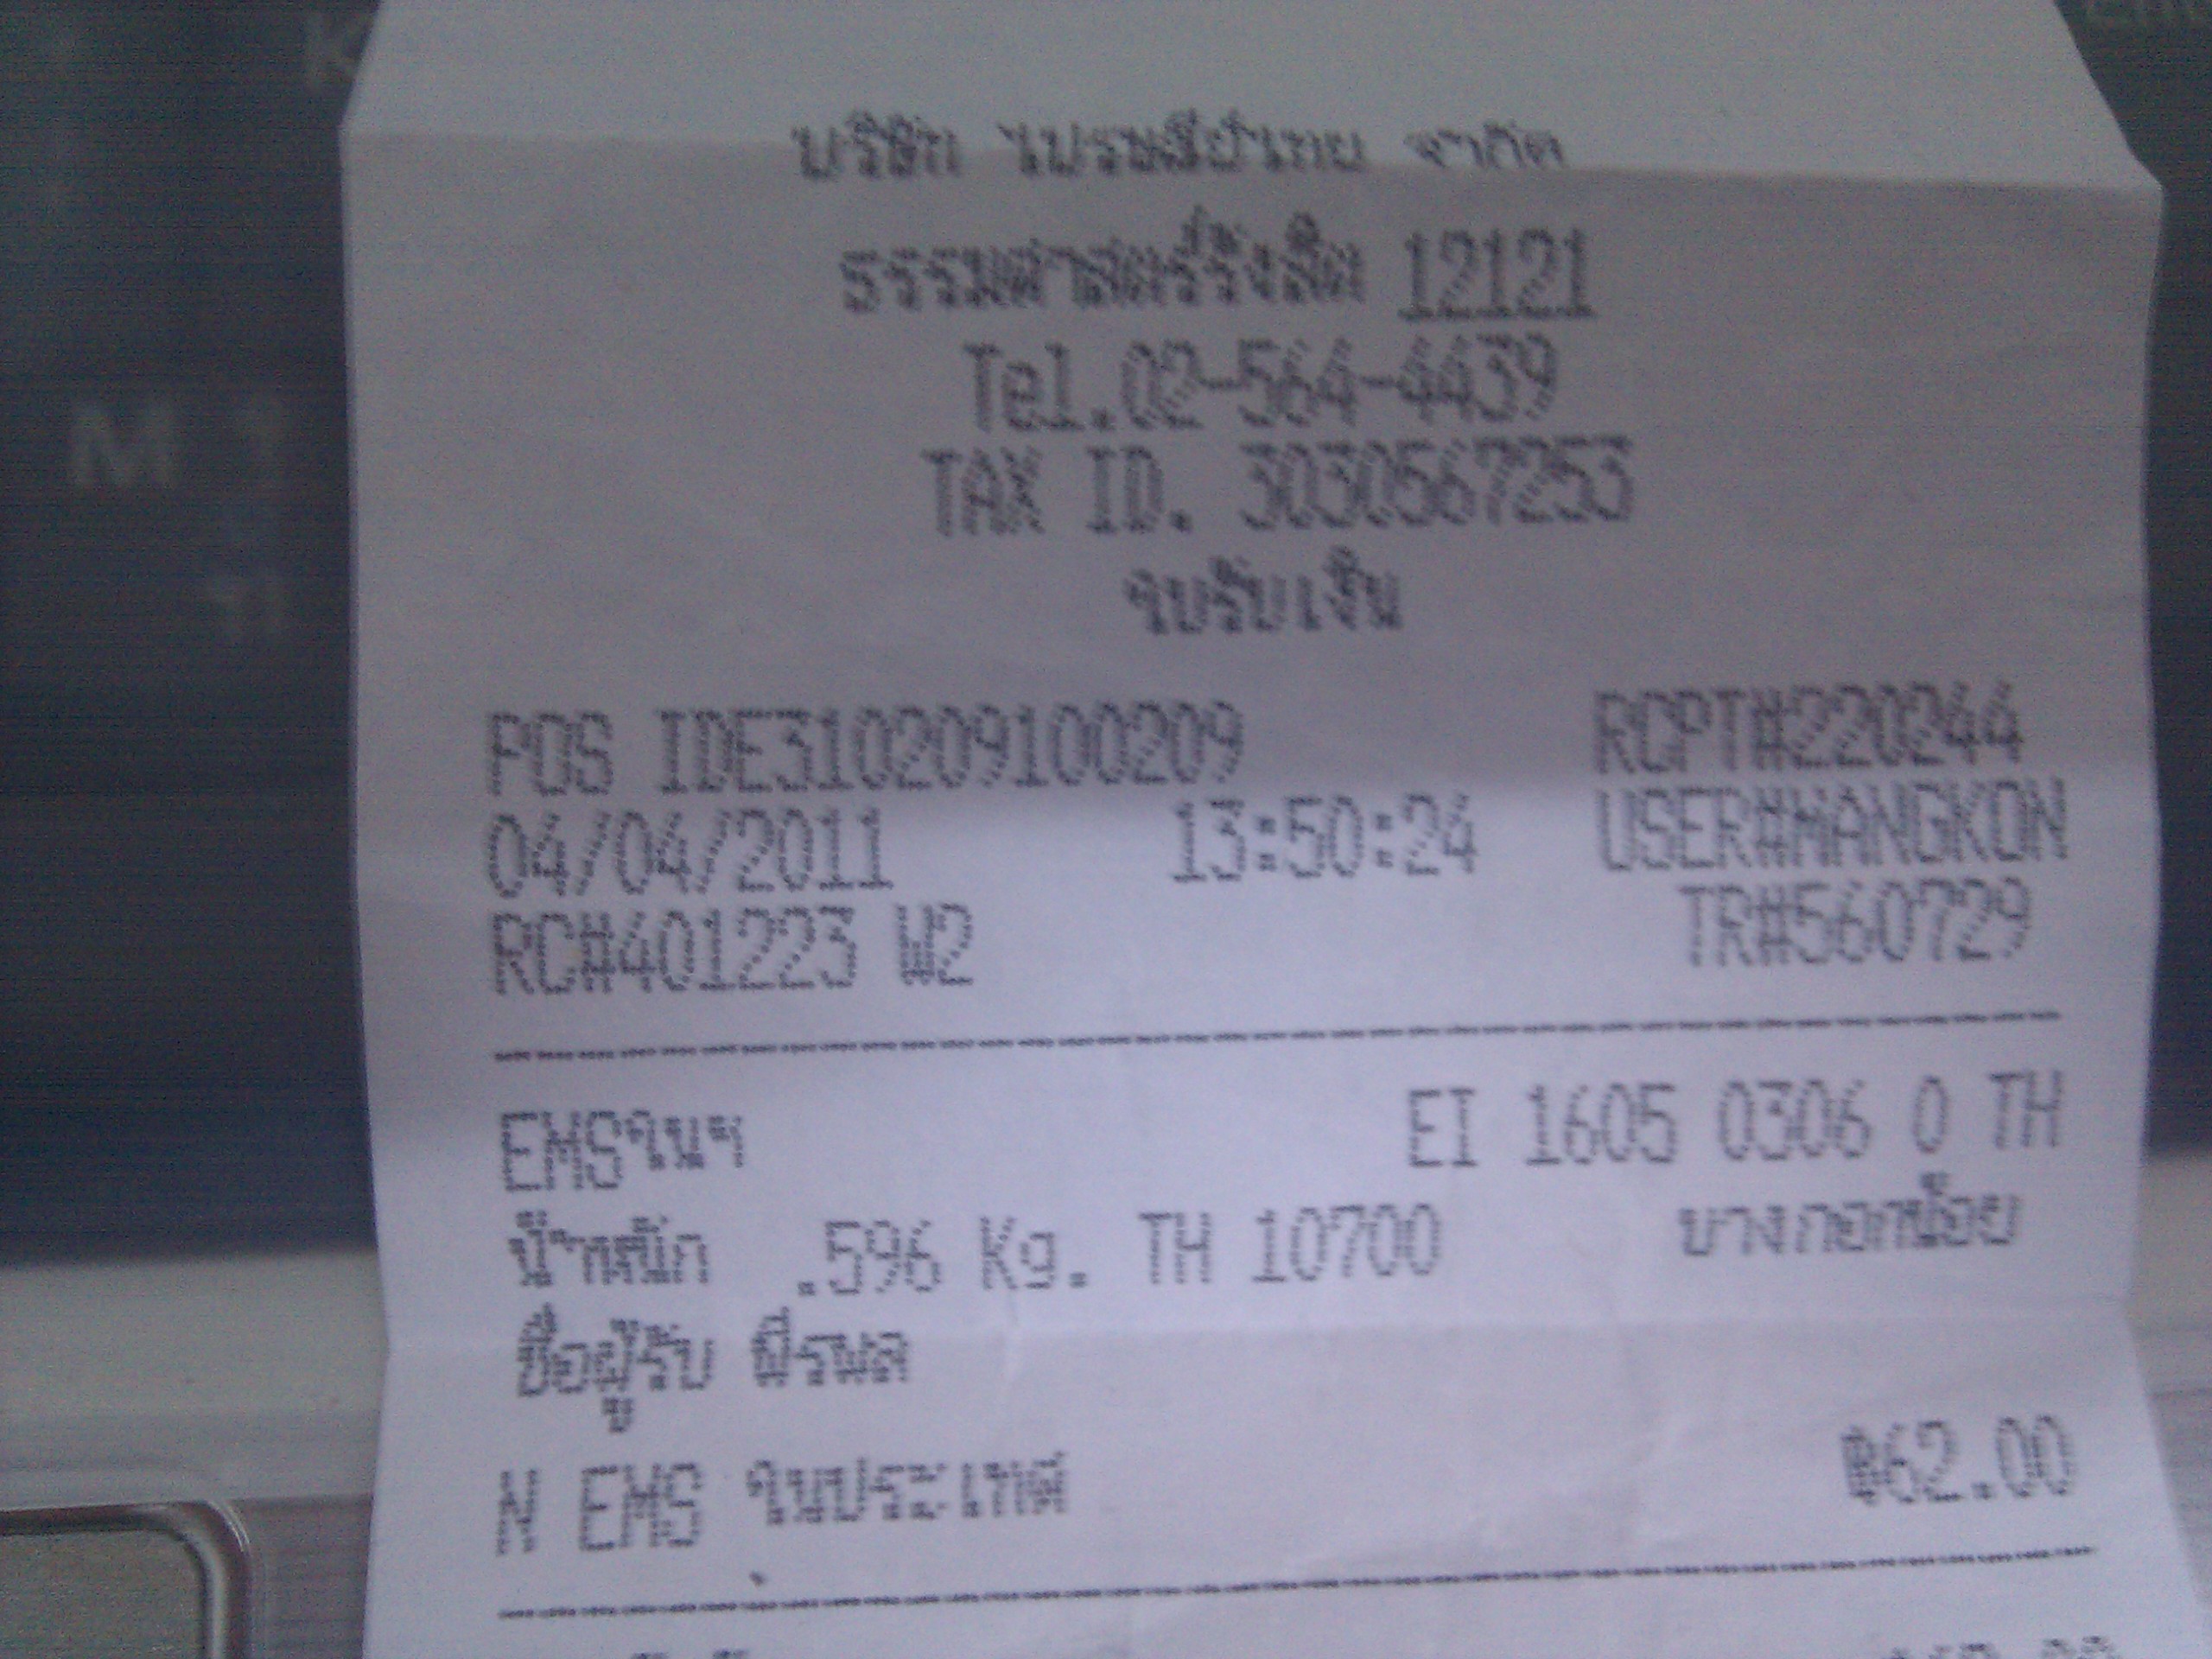 บริษัท ไปรษณีย์ไทย จำกัด
ธรรมศาสตร์รังสิต 12121
Tel.02-564-4439
TAX ID. 3030567253
ใบรับเงิน
POS IDE310209100209 RCPT#220244
04/04/2011 13:50:24 USER#WANGKON
RC#401223 W2 TR#560729
EMSในฯ EI 1605 0306 0 TH
น้ำหนัก .596 Kg. TH 10700 บางกอกน้อย
ชื่อผู้รับ พีรพล
N EMS ในประเทศ ฿62.00
M